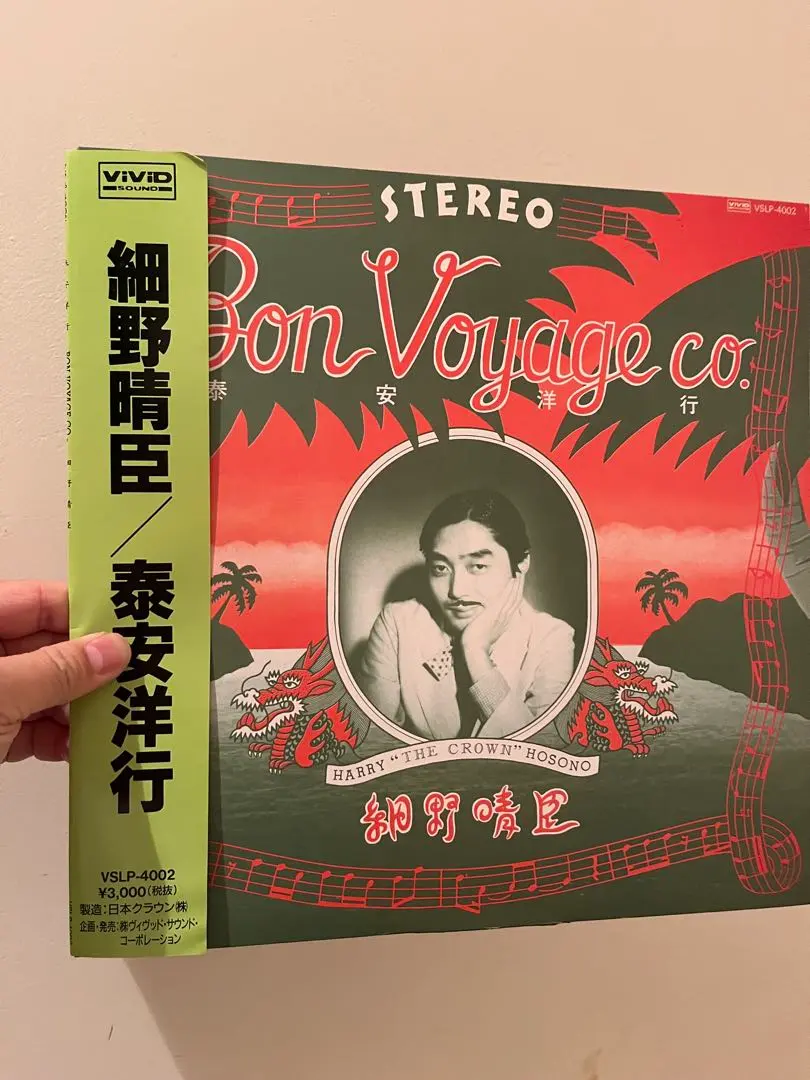 ViViD
SOUND
細野晴臣/泰安洋行
VSLP-4002
¥3,000(税抜)
製造:日本クラウン(株)
企画・発売:(株)ヴィヴィッド・サウンド・
コーポレーション
STEREO
ViViD VSLP-4002
Bon Voyage co.
泰安洋行
HARRY "THE CROWN" HOSONO
細野晴臣